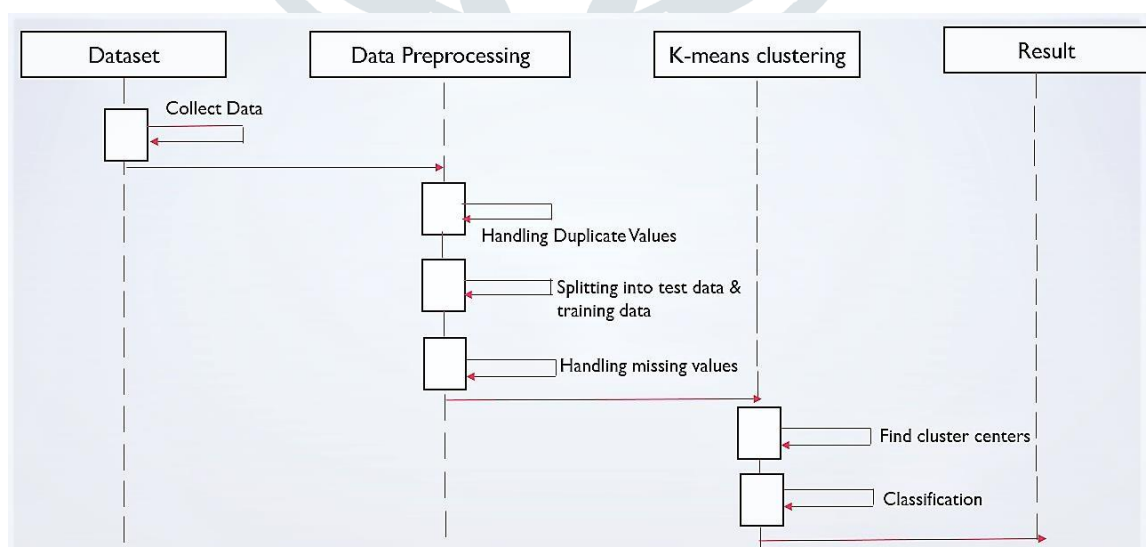 Dataset
Data Preprocessing
K-means clustering
Result
Collect Data
Handling Duplicate Values
Splitting into test data &
training data
Handling missing values
Find cluster centers
Classification